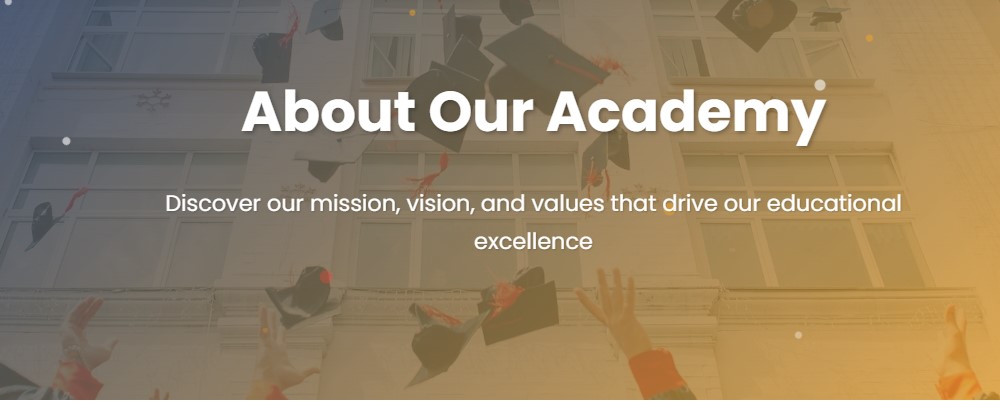 About Our Academy
Discover our mission, vision, and values that drive our educational
excellence